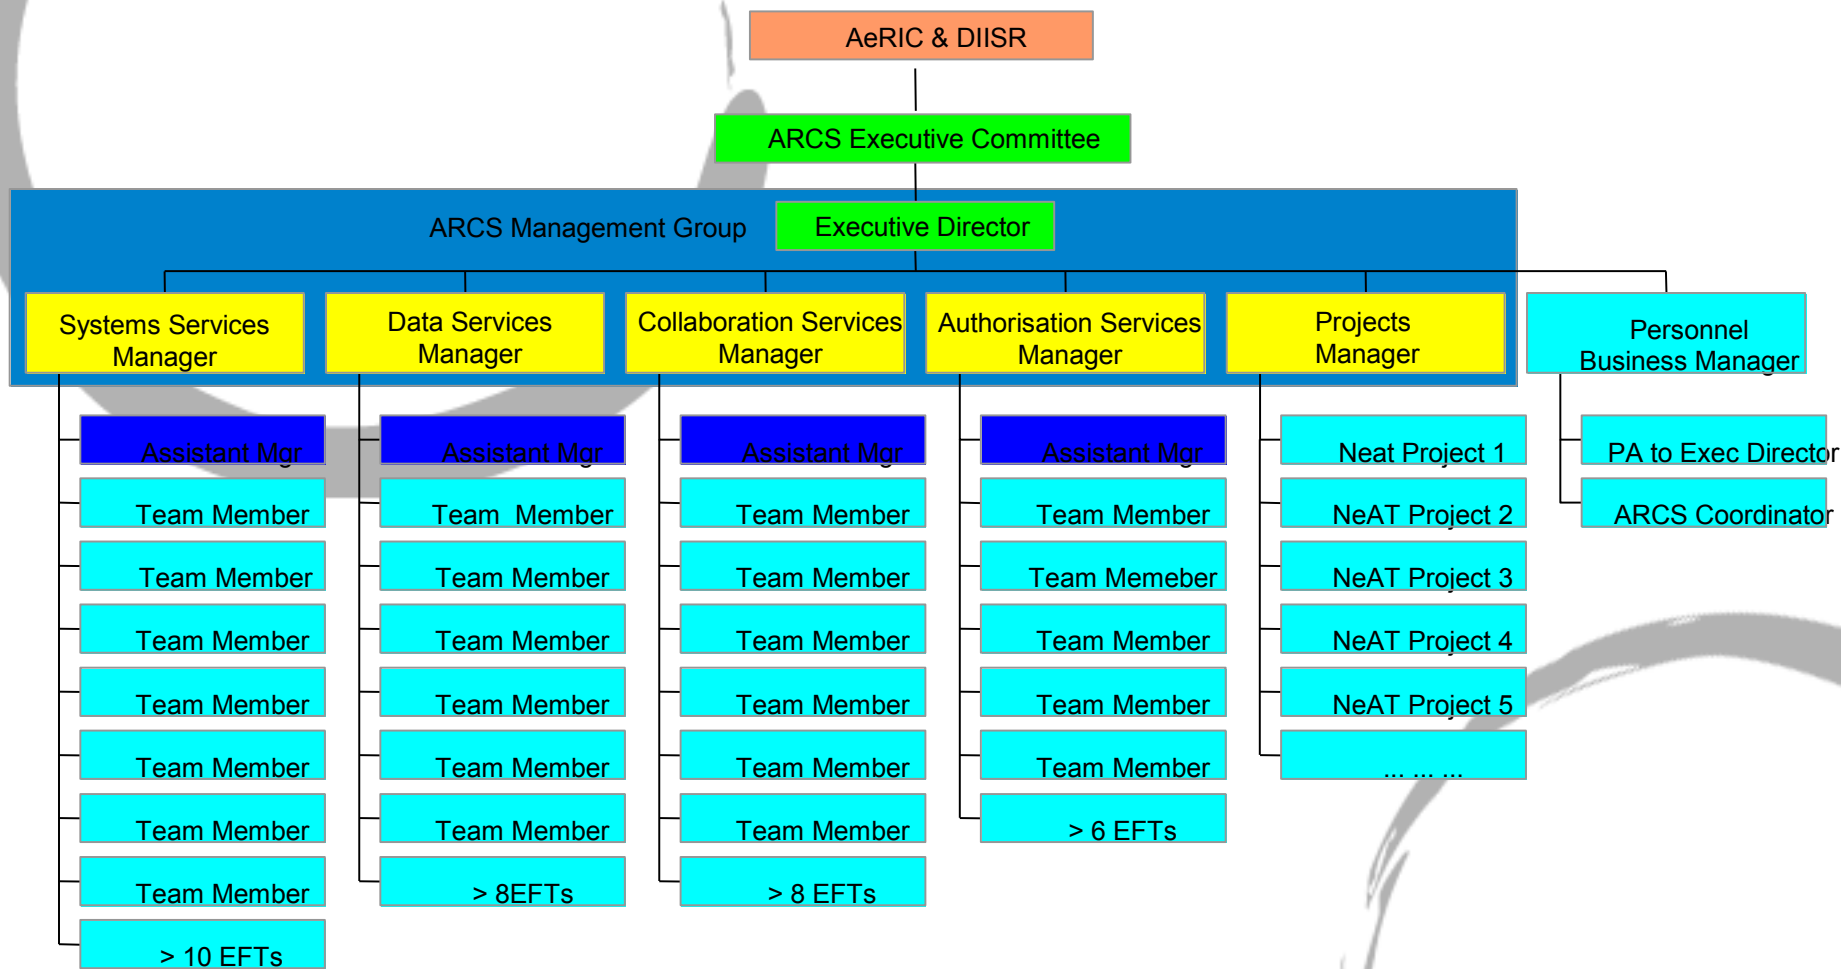 AeRIC & DIISR
ARCS Executive Committee
ARCS Management Group
Executive Director
Systems Services
Manager
Data Services
Manager
Collaboration Services
Manager
Authorisation Services
Manager
Projects
Manager
Personnel
Business Manager
Assistant Mgr
Team Member
Team Member
Team Member
Team Member
Team Member
Team Member
Team Member
> 10 EFTs
Assistant Mgr
Team  Member
Team Member
Team Member
Team Member
Team Member
Team Member
> 8EFTs
Assistant Mgr
Team Member
Team Member
Team Member
Team Member
Team Member
Team Member
> 8 EFTs
Assistant Mgr
Team Member
Team Memeber
Team Member
Team Member
Team Member
> 6 EFTs
Neat Project 1
NeAT Project 2
NeAT Project 3
NeAT Project 4
NeAT Project 5
... ... ...
PA to Exec Director
ARCS Coordinator